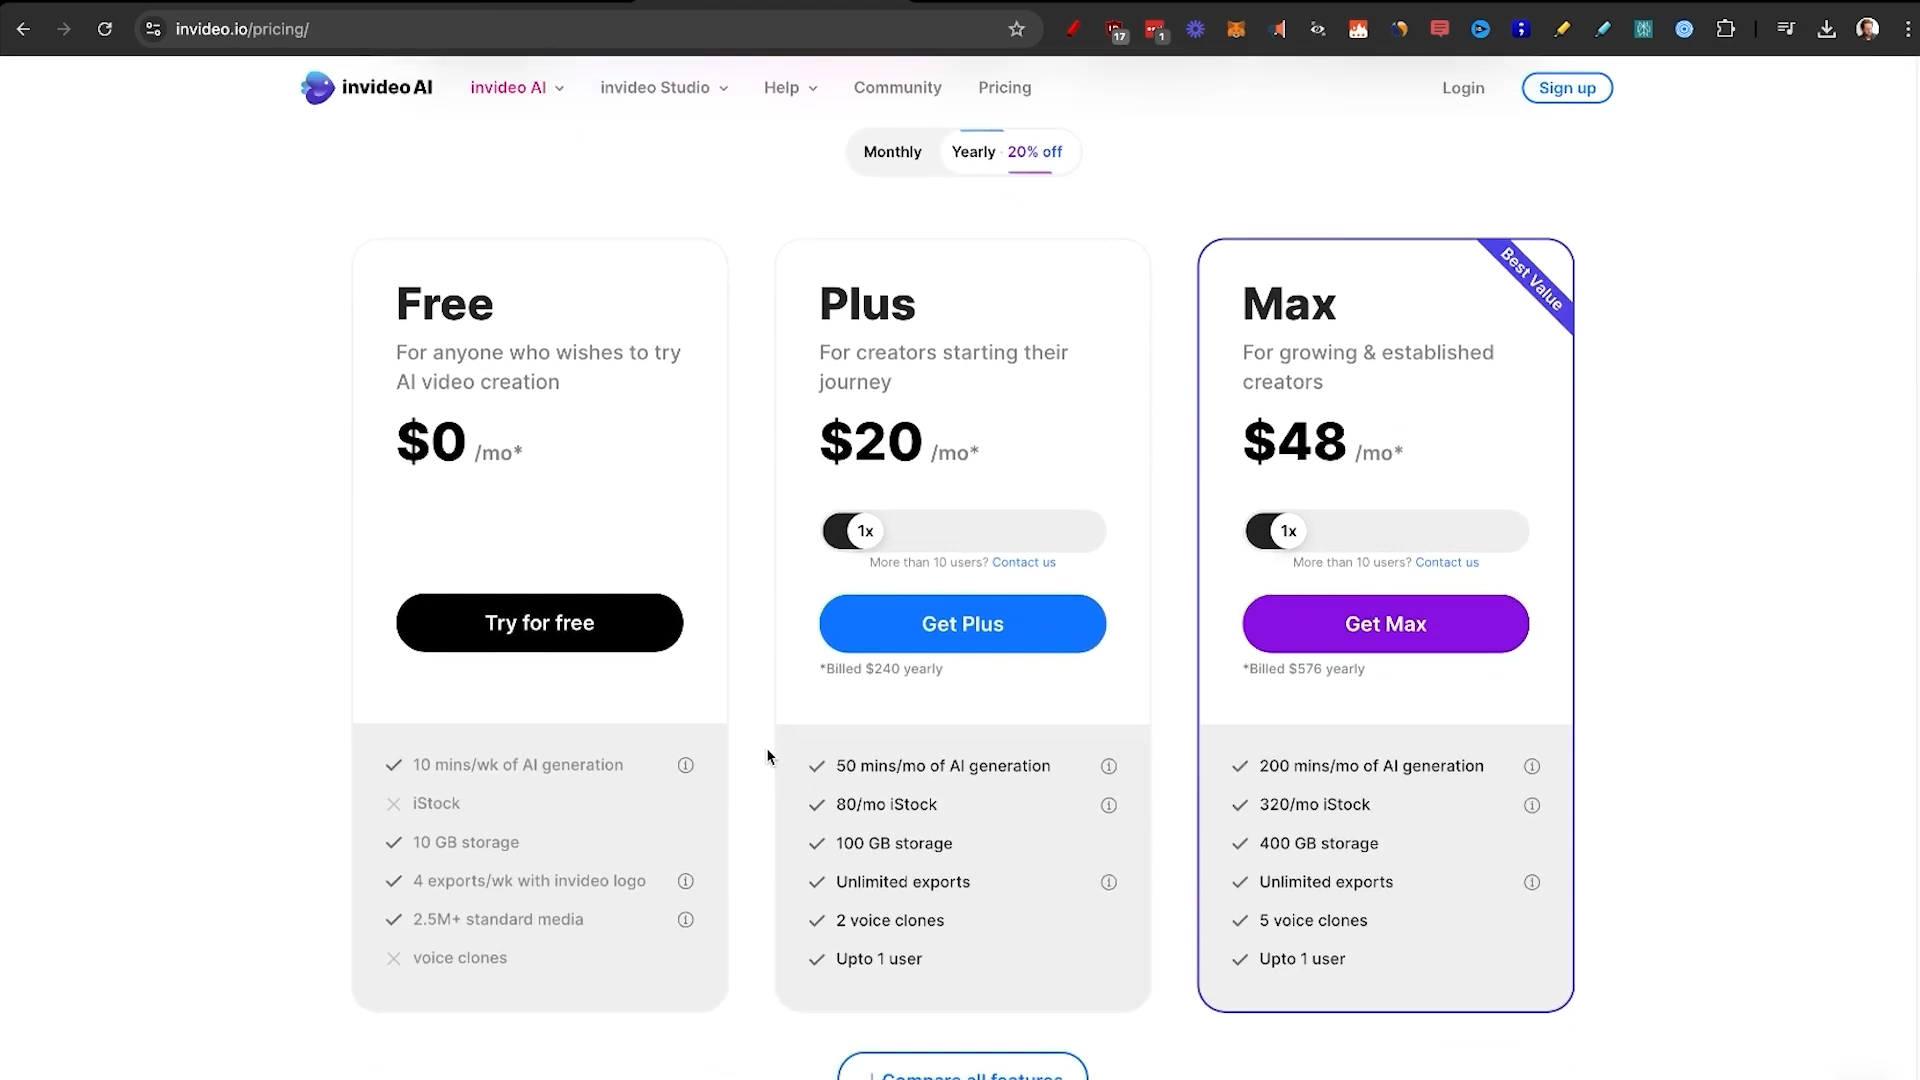 invideo.io/pricing/
17
1
invideo AI
invideo AI
invideo Studio
Help
Community
Pricing
Login
Sign up
Monthly
Yearly · 20% off
Free
For anyone who wishes to try
AI video creation
$0 /mo*
Try for free
10 mins/wk of AI generation
iStock
10 GB storage
4 exports/wk with invideo logo
2.5M+ standard media
voice clones
Plus
For creators starting their
journey
$20 /mo*
1x
More than 10 users? Contact us
Get Plus
*Billed $240 yearly
50 mins/mo of AI generation
80/mo iStock
100 GB storage
Unlimited exports
2 voice clones
Upto 1 user
Best Value
Max
For growing & established
creators
$48 /mo*
1x
More than 10 users? Contact us
Get Max
*Billed $576 yearly
200 mins/mo of AI generation
320/mo iStock
400 GB storage
Unlimited exports
5 voice clones
Upto 1 user
Compare all features